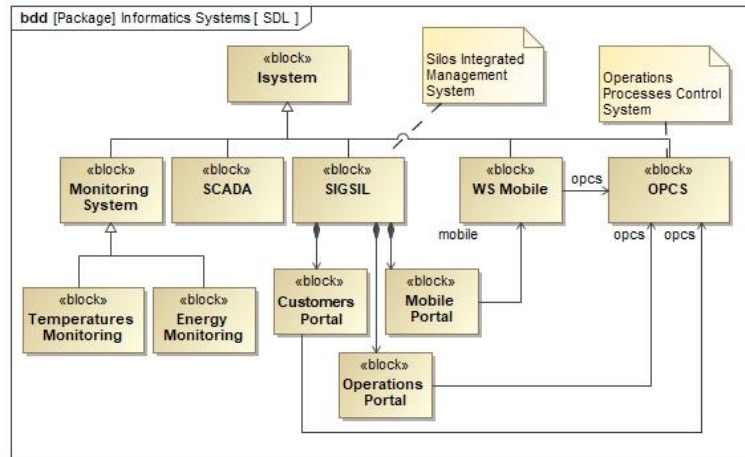 bdd [Package] Informatics Systems [ SDL ]
«block»
Isystem
Silos Integrated
Management
System
Operations
Processes Control
System
«block»
Monitoring
System
«block»
SCADA
«block»
SIGSIL
«block»
WS Mobile
opcs
«block»
OPCS
mobile
opcs
opcs
«block»
Temperatures
Monitoring
«block»
Energy
Monitoring
«block»
Customers
Portal
«block»
Mobile
Portal
«block»
Operations
Portal